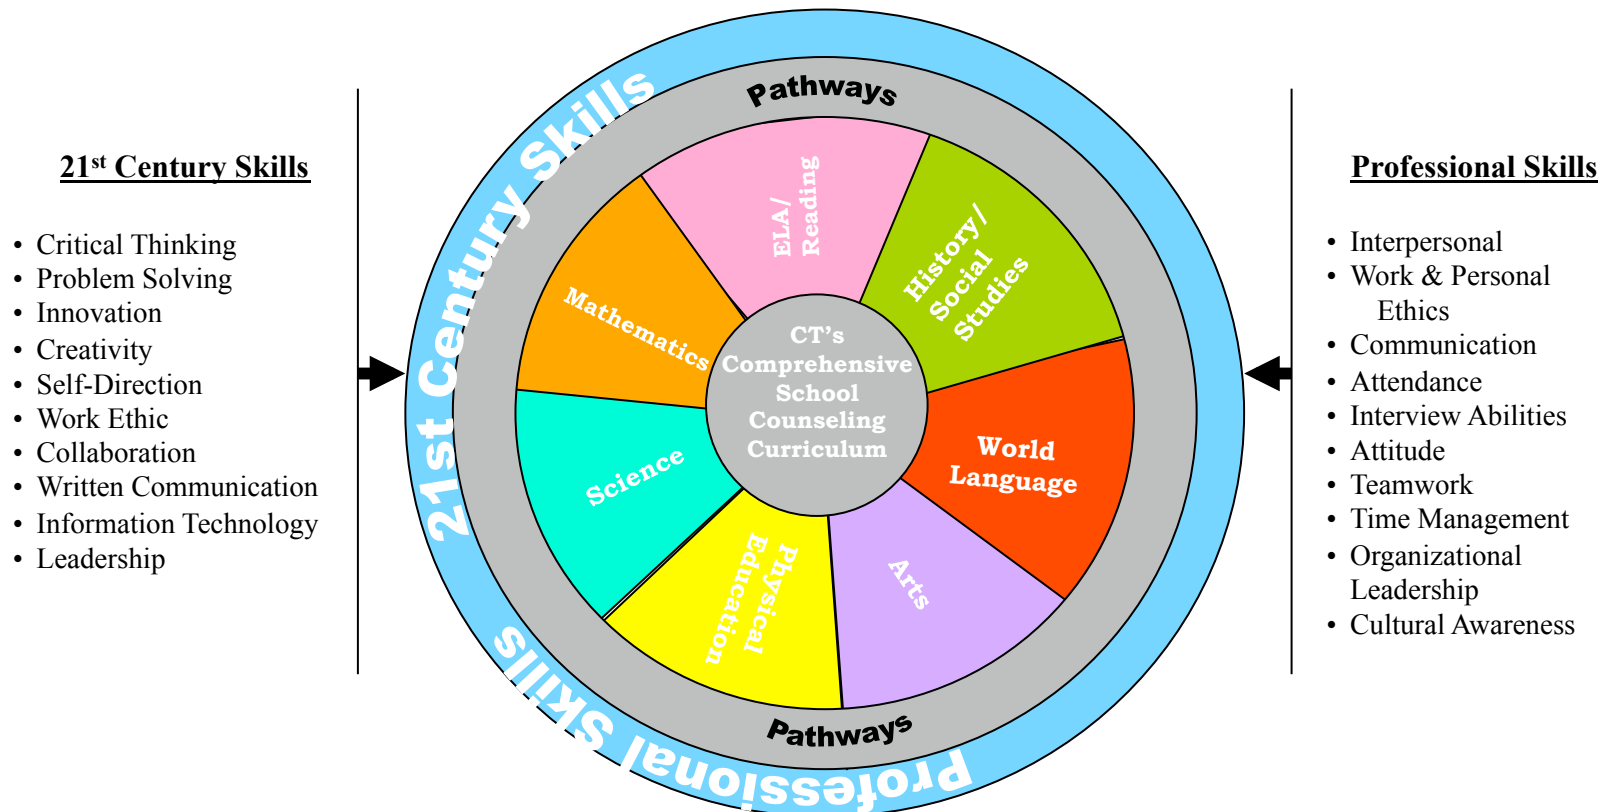 21st Century Skills
• Critical Thinking
• Problem Solving
• Innovation
• Creativity
• Self-Direction
• Work Ethic
• Collaboration
• Written Communication
• Information Technology
• Leadership
21st Century Skills
Pathways
ELA/
Reading
History/
Social
Studies
Mathematics
CT's
Comprehensive
School
Counseling
Curriculum
World
Language
Science
Physical
Education
Arts
Pathways
Professional Skills
Professional Skills
• Interpersonal
• Work & Personal
Ethics
• Communication
• Attendance
• Interview Abilities
• Attitude
• Teamwork
• Time Management
• Organizational
Leadership
• Cultural Awareness